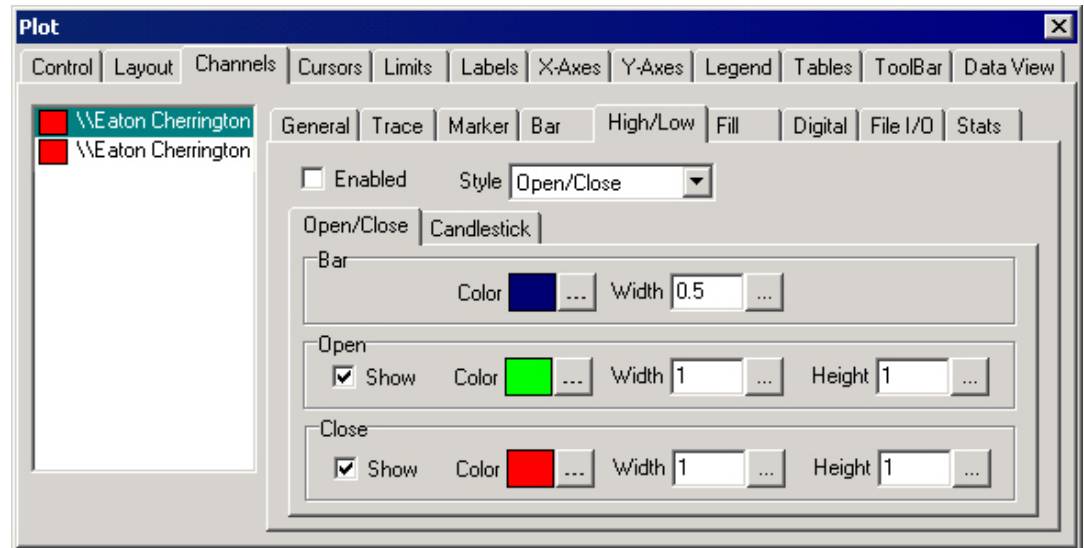 Plot
Control Layout Channels Cursors Limits Labels X-Axes Y-Axes Legend Tables ToolBar Data View
\\Eaton Cherrington
\\Eaton Cherrington
General Trace Marker Bar High/Low Fill Digital File I/O Stats
Enabled Style Open/Close
Open/Close Candlestick
Bar
Color ... Width 0.5 ...
Open
Show Color ... Width 1 ... Height 1 ...
Close
Show Color ... Width 1 ... Height 1 ...